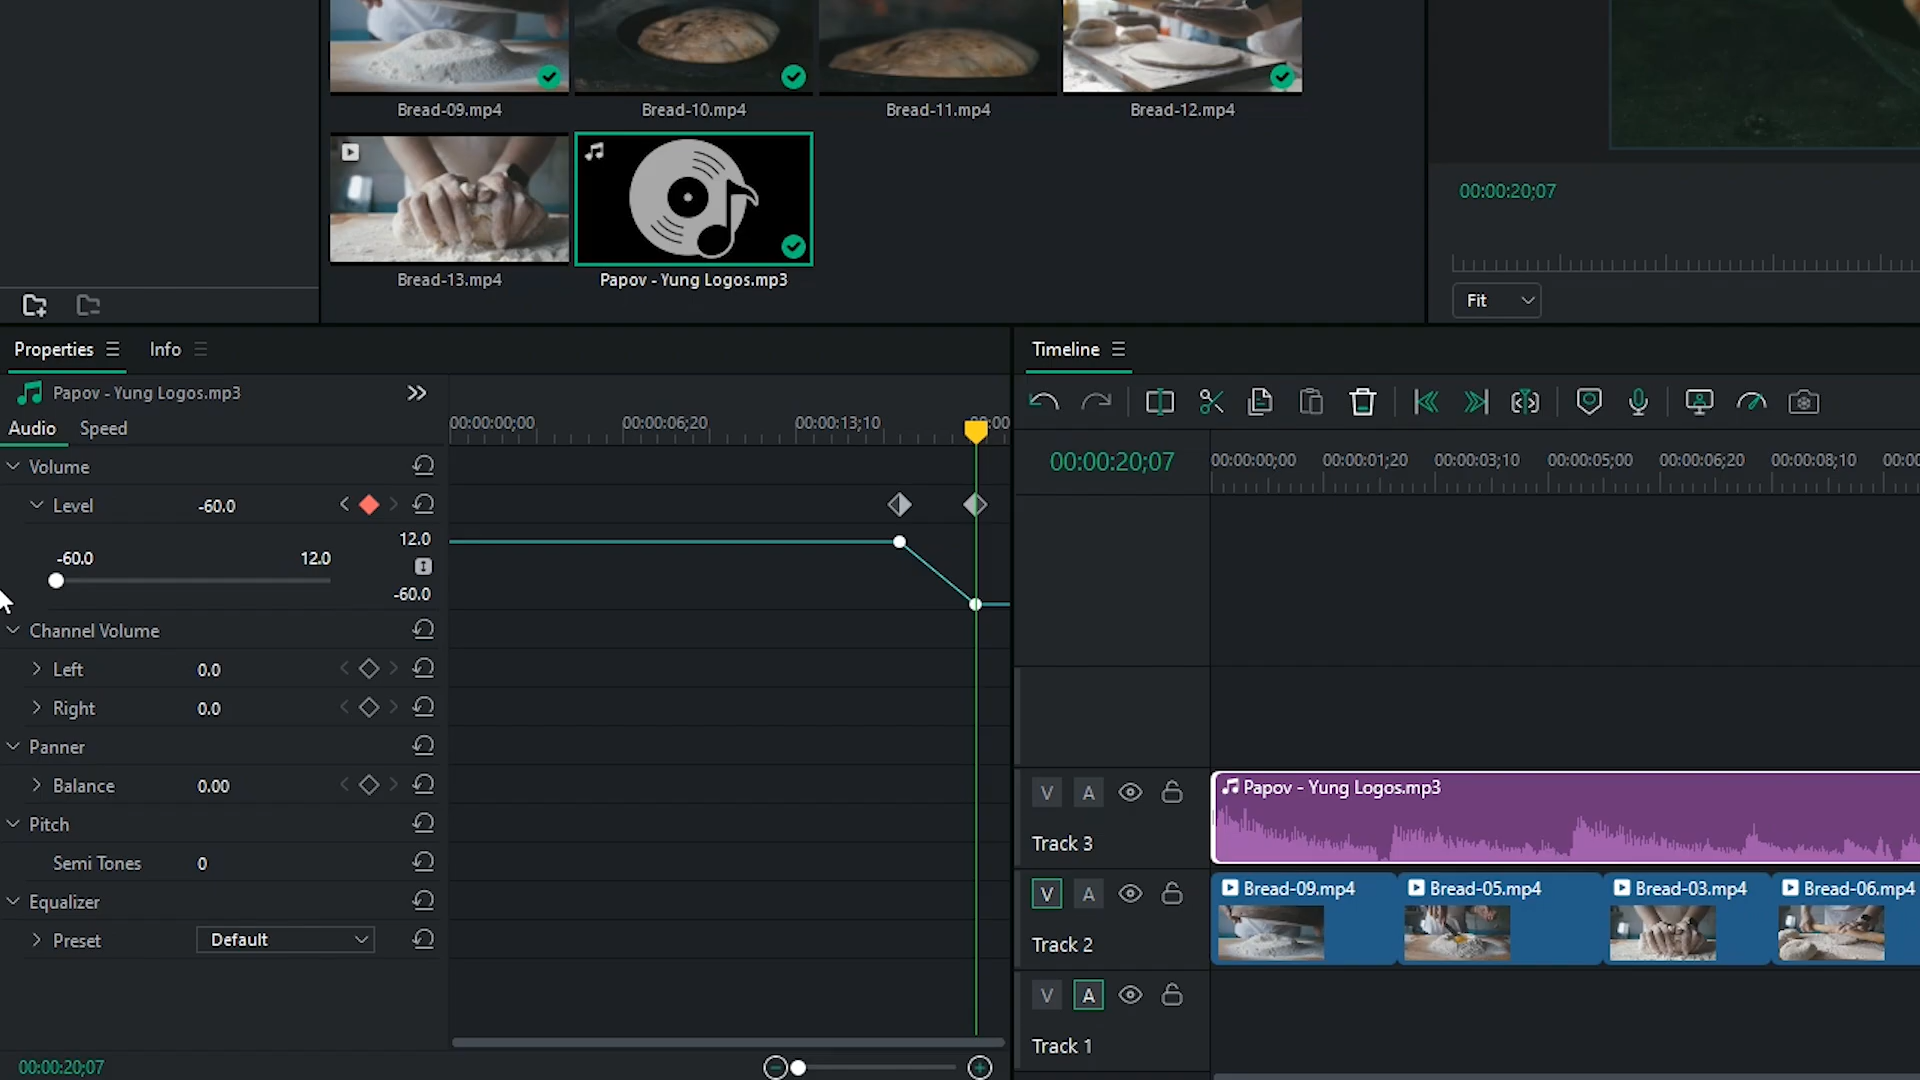 Bread-09.mp4
Bread-10.mp4
Bread-11.mp4
Bread-12.mp4
Bread-13.mp4
Papov - Yung Logos.mp3
00:00:20;07
Fit
Properties
Info
Papov - Yung Logos.mp3
Audio
Speed
00:00:00;00
00:00:06;20
00:00:13;10
Volume
Level
-60.0
-60.0
12.0
12.0
-60.0
Channel Volume
Left
0.0
Right
0.0
Panner
Balance
0.00
Pitch
Semi Tones
0
Equalizer
Preset
Default
00:00:20;07
Timeline
00:00:20;07
00:00:00;00
00:00:01;20
00:00:03;10
00:00:05;00
00:00:06;20
00:00:08;10
V
A
Track 3
Papov - Yung Logos.mp3
V
A
Track 2
Bread-09.mp4
Bread-05.mp4
Bread-03.mp4
Bread-06.mp4
V
A
Track 1